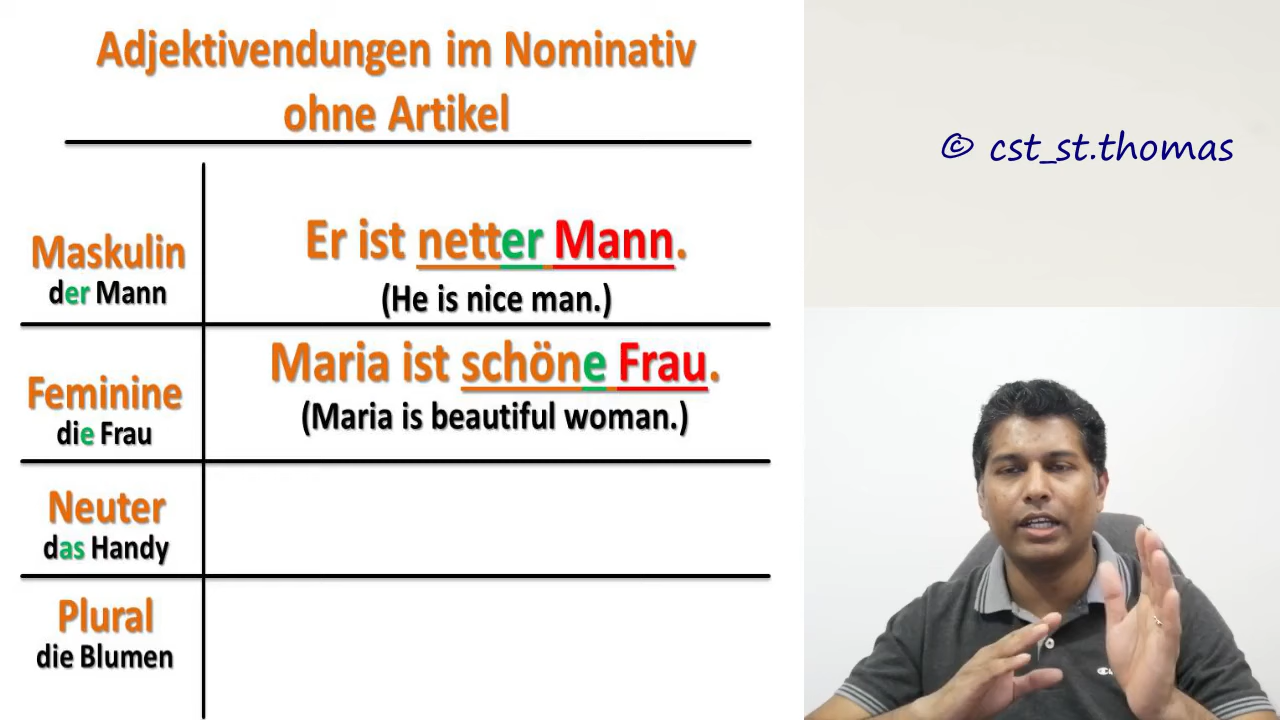 Adjektivendungen im Nominativ
ohne Artikel
© cst_st.thomas
Maskulin
der Mann
Er ist netter Mann.
(He is nice man.)
Feminine
die Frau
Maria ist schöne Frau.
(Maria is beautiful woman.)
Neuter
das Handy
Plural
die Blumen